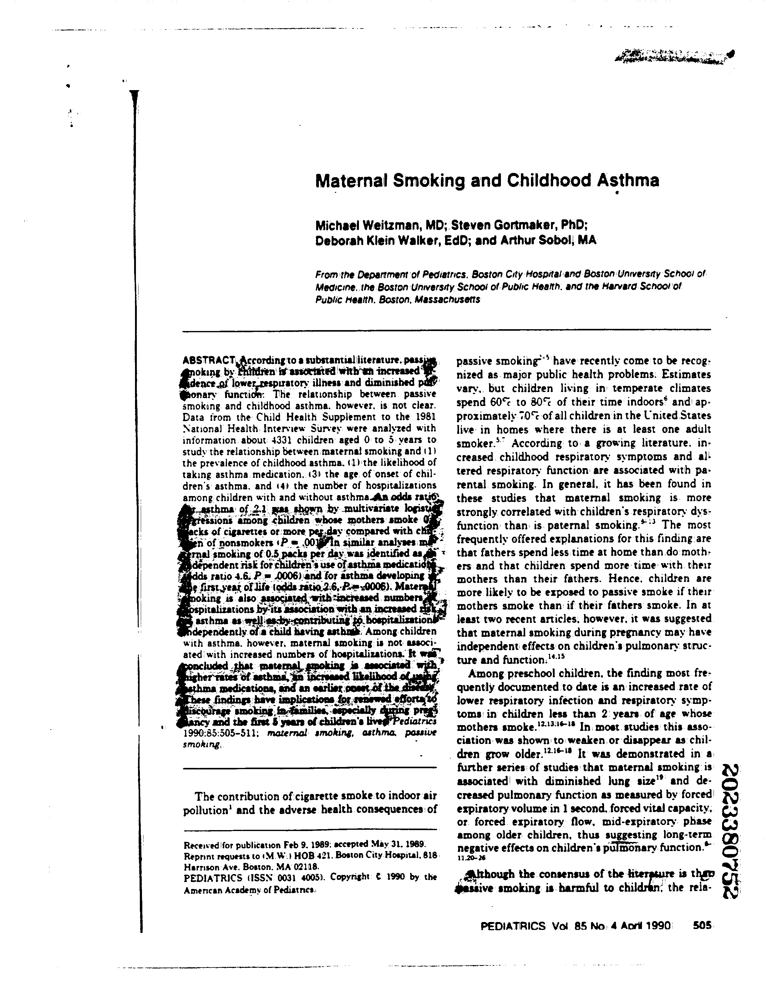 Maternal Smoking and Childhood Asthma
Michael Weitzman, MD; Steven Gortmaker, PhD;
Deborah Klein Walker, EdD; and Arthur Sobol, MA
From the Department of Pediatrics, Boston City Hospital and Boston University School of
Medicine, the Boston University School of Public Health, and the Harvard School of
Public Health, Boston, Massachusetts
ABSTRACT. According to a substantial literature, passive
smoking by children is associated with an increased
of lower respiratory illness and diminished
function. The relationship between passive
smoking and childhood asthma, however, is not clear.
Data from the Child Health Supplement to the 1981
National Health Interview Survey were analyzed with
information about 4331 children aged 0 to 5 years to
study the relationship between maternal smoking and (1)
the prevalence of childhood asthma, (1) the likelihood of
taking asthma medication, (3) the age of onset of chil-
dren's asthma, and (4) the number of hospitalizations
among children with and without asthma. An odds ratio
for asthma of 2.1 was shown by multivariate logistic
regressions among children whose mothers smoke
packs of cigarettes or more per day compared with
of nonsmokers (P = .001). In similar analyses
smoking of 0.5 packs per day was identified as
independent risk for children's use of asthma medications
(odds ratio 4.6, P = .0006) and for asthma developing
first year of life (odds ratio 2.6, P = .0006). Maternal
smoking is also associated with increased numbers
hospitalizations by its association with an increased
asthma as well as by contributing to hospitalizations
independently of a child having asthma. Among children
with asthma, however, maternal smoking is not associ-
ated with increased numbers of hospitalizations. It was
concluded that maternal smoking is associated with
higher rates of asthma, an increased likelihood of using
asthma medications, and an earlier onset of the disease.
These findings have implications for renewed efforts to
discourage smoking in families, especially during preg-
nancy and the first 5 years of children's lives. Pediatrics
1990;85:505–511; maternal smoking, asthma, passive
smoking.
The contribution of cigarette smoke to indoor air
pollution¹ and the adverse health consequences of
Received for publication Feb 9, 1989; accepted May 31, 1989.
Reprint requests to (M.W.) HOB 421, Boston City Hospital, 818
Harrison Ave, Boston, MA 02118.
PEDIATRICS (ISSN 0031 4005). Copyright © 1990 by the
American Academy of Pediatrics.
passive smoking²⁻⁵ have recently come to be recog-
nized as major public health problems. Estimates
vary, but children living in temperate climates
spend 60% to 80% of their time indoors⁶ and ap-
proximately 70% of all children in the United States
live in homes where there is at least one adult
smoker.⁵,⁷ According to a growing literature, in-
creased childhood respiratory symptoms and al-
tered respiratory function are associated with pa-
rental smoking. In general, it has been found in
these studies that maternal smoking is more
strongly correlated with children's respiratory dys-
function than is paternal smoking.⁸⁻¹³ The most
frequently offered explanations for this finding are
that fathers spend less time at home than do moth-
ers and that children spend more time with their
mothers than their fathers. Hence, children are
more likely to be exposed to passive smoke if their
mothers smoke than if their fathers smoke. In at
least two recent articles, however, it was suggested
that maternal smoking during pregnancy may have
independent effects on children's pulmonary struc-
ture and function.¹⁴,¹⁵
Among preschool children, the finding most fre-
quently documented to date is an increased rate of
lower respiratory infection and respiratory symp-
toms in children less than 2 years of age whose
mothers smoke.¹²,¹³,¹⁶⁻¹⁸ In most studies this asso-
ciation was shown to weaken or disappear as chil-
dren grow older.¹²,¹⁶⁻¹⁸ It was demonstrated in a
further series of studies that maternal smoking is
associated with diminished lung size¹⁹ and de-
creased pulmonary function as measured by forced
expiratory volume in 1 second, forced vital capacity,
or forced expiratory flow, mid-expiratory phase
among older children, thus suggesting long-term
negative effects on children's pulmonary function.⁸⁻
¹¹,²⁰⁻²⁶
Although the consensus of the literature is that
passive smoking is harmful to children, the rela-
2023380752
PEDIATRICS Vol. 85 No. 4 April 1990 505